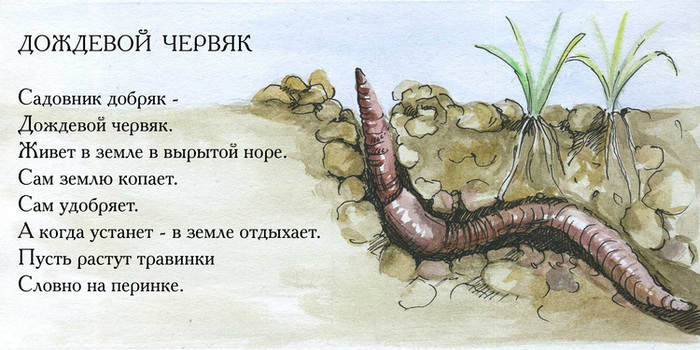 ДОЖДЕВОЙ ЧЕРВЯК
Садовник добряк -
Дождевой червяк.
Живет в земле в вырытой норе.
Сам землю копает.
Сам удобряет.
А когда устанет - в земле отдыхает.
Пусть растут травинки
Словно на перинке.